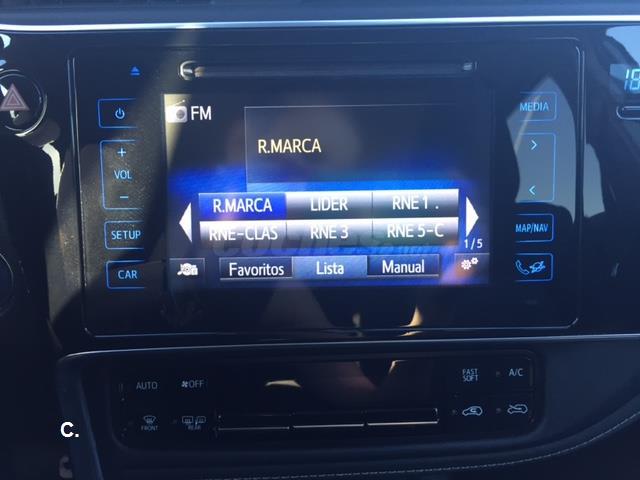 FM
R.MARCA
R.MARCA LIDER RNE 1 .
RNE-CLAS RNE 3 RNE 5-C
1/5
Favoritos Lista Manual
+
VOL
−
SETUP
CAR
MEDIA
MAP/NAV
AUTO OFF
FRONT REAR
FAST
SOFT
A/C
C.